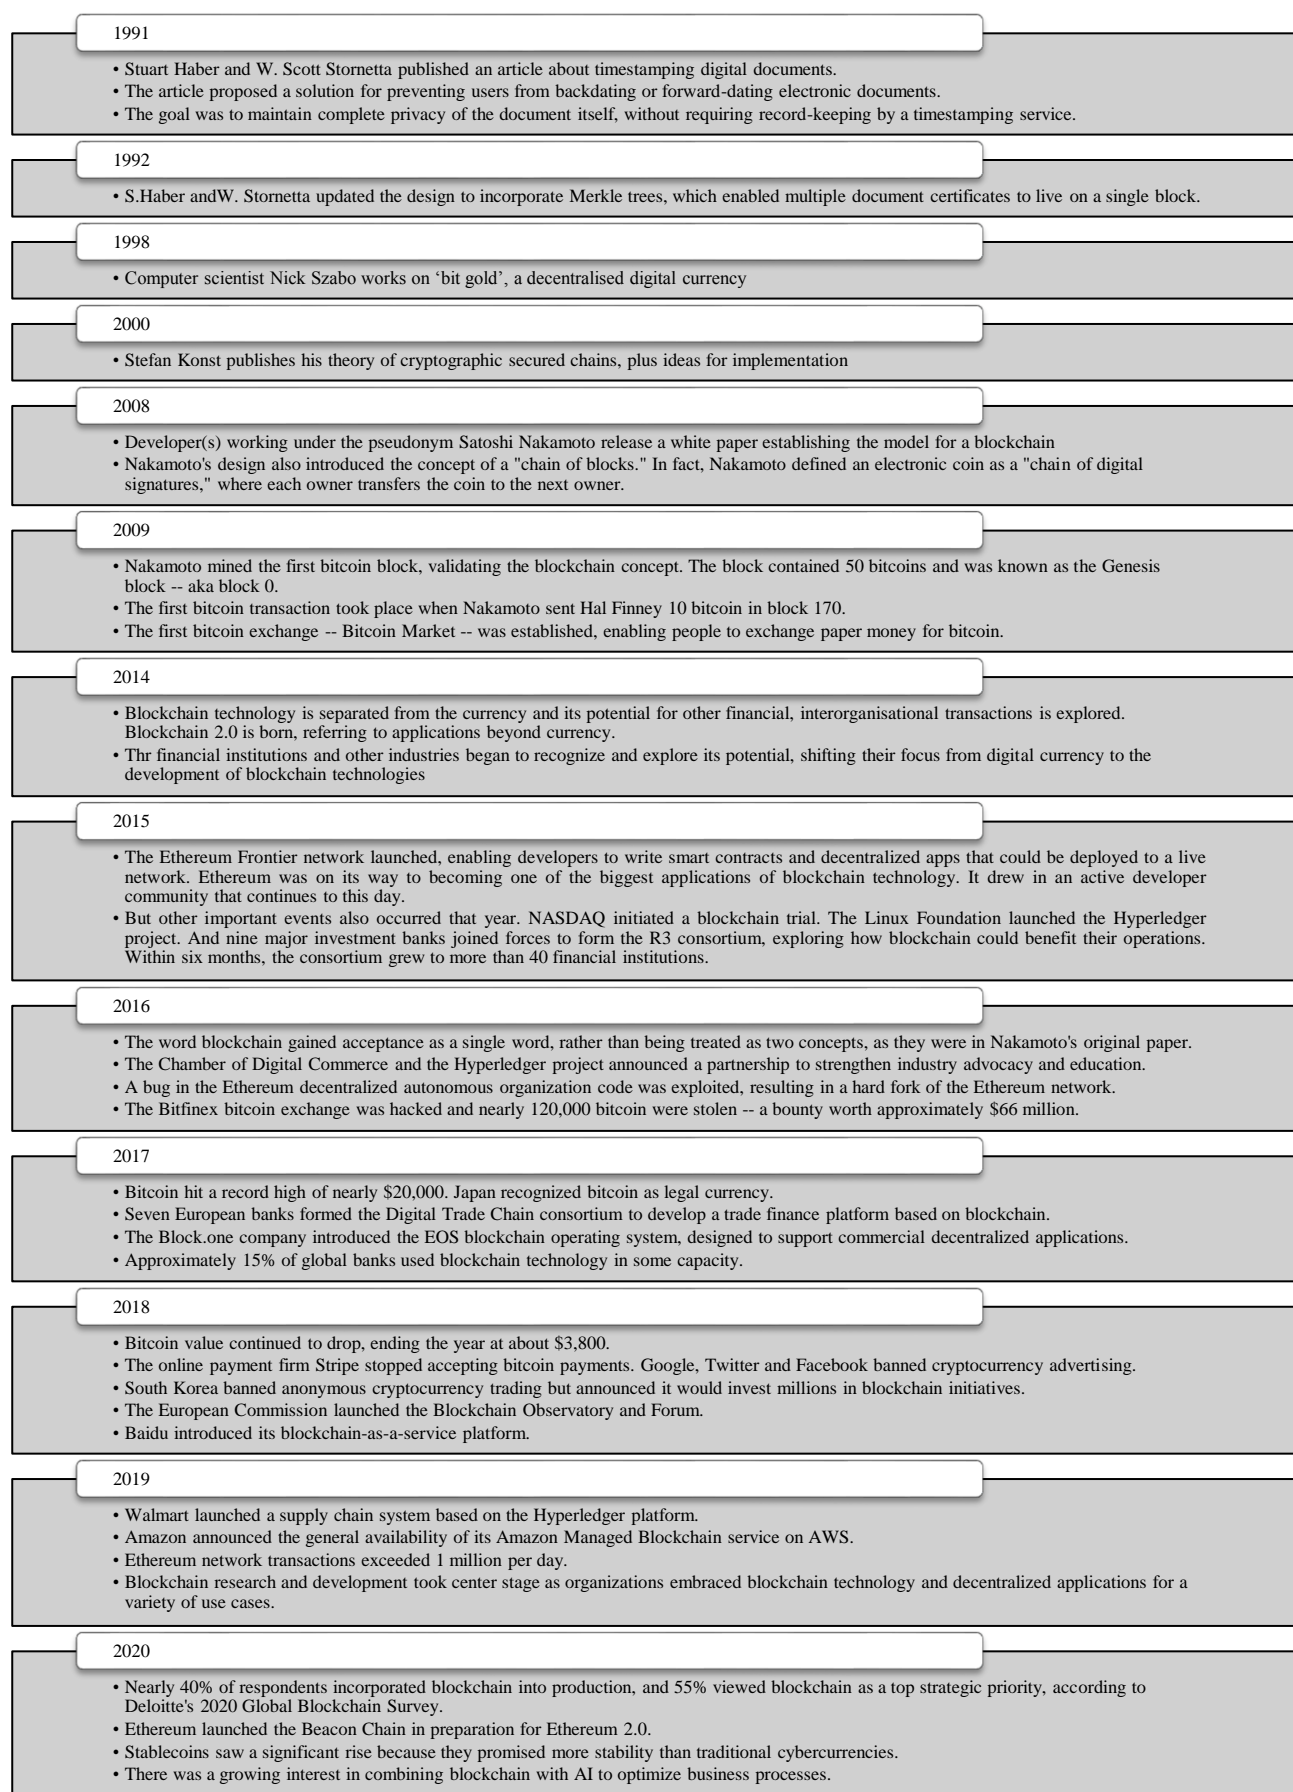 1991
• Stuart Haber and W. Scott Stornetta published an article about timestamping digital documents.
• The article proposed a solution for preventing users from backdating or forward-dating electronic documents.
• The goal was to maintain complete privacy of the document itself, without requiring record-keeping by a timestamping service.
1992
• S.Haber andW. Stornetta updated the design to incorporate Merkle trees, which enabled multiple document certificates to live on a single block.
1998
• Computer scientist Nick Szabo works on ‘bit gold’, a decentralised digital currency
2000
• Stefan Konst publishes his theory of cryptographic secured chains, plus ideas for implementation
2008
• Developer(s) working under the pseudonym Satoshi Nakamoto release a white paper establishing the model for a blockchain
• Nakamoto's design also introduced the concept of a "chain of blocks." In fact, Nakamoto defined an electronic coin as a "chain of digital
signatures," where each owner transfers the coin to the next owner.
2009
• Nakamoto mined the first bitcoin block, validating the blockchain concept. The block contained 50 bitcoins and was known as the Genesis
block -- aka block 0.
• The first bitcoin transaction took place when Nakamoto sent Hal Finney 10 bitcoin in block 170.
• The first bitcoin exchange -- Bitcoin Market -- was established, enabling people to exchange paper money for bitcoin.
2014
• Blockchain technology is separated from the currency and its potential for other financial, interorganisational transactions is explored.
Blockchain 2.0 is born, referring to applications beyond currency.
• Thr financial institutions and other industries began to recognize and explore its potential, shifting their focus from digital currency to the
development of blockchain technologies
2015
• The Ethereum Frontier network launched, enabling developers to write smart contracts and decentralized apps that could be deployed to a live
network. Ethereum was on its way to becoming one of the biggest applications of blockchain technology. It drew in an active developer
community that continues to this day.
• But other important events also occurred that year. NASDAQ initiated a blockchain trial. The Linux Foundation launched the Hyperledger
project. And nine major investment banks joined forces to form the R3 consortium, exploring how blockchain could benefit their operations.
Within six months, the consortium grew to more than 40 financial institutions.
2016
• The word blockchain gained acceptance as a single word, rather than being treated as two concepts, as they were in Nakamoto's original paper.
• The Chamber of Digital Commerce and the Hyperledger project announced a partnership to strengthen industry advocacy and education.
• A bug in the Ethereum decentralized autonomous organization code was exploited, resulting in a hard fork of the Ethereum network.
• The Bitfinex bitcoin exchange was hacked and nearly 120,000 bitcoin were stolen -- a bounty worth approximately $66 million.
2017
• Bitcoin hit a record high of nearly $20,000. Japan recognized bitcoin as legal currency.
• Seven European banks formed the Digital Trade Chain consortium to develop a trade finance platform based on blockchain.
• The Block.one company introduced the EOS blockchain operating system, designed to support commercial decentralized applications.
• Approximately 15% of global banks used blockchain technology in some capacity.
2018
• Bitcoin value continued to drop, ending the year at about $3,800.
• The online payment firm Stripe stopped accepting bitcoin payments. Google, Twitter and Facebook banned cryptocurrency advertising.
• South Korea banned anonymous cryptocurrency trading but announced it would invest millions in blockchain initiatives.
• The European Commission launched the Blockchain Observatory and Forum.
• Baidu introduced its blockchain-as-a-service platform.
2019
• Walmart launched a supply chain system based on the Hyperledger platform.
• Amazon announced the general availability of its Amazon Managed Blockchain service on AWS.
• Ethereum network transactions exceeded 1 million per day.
• Blockchain research and development took center stage as organizations embraced blockchain technology and decentralized applications for a
variety of use cases.
2020
• Nearly 40% of respondents incorporated blockchain into production, and 55% viewed blockchain as a top strategic priority, according to
Deloitte's 2020 Global Blockchain Survey.
• Ethereum launched the Beacon Chain in preparation for Ethereum 2.0.
• Stablecoins saw a significant rise because they promised more stability than traditional cybercurrencies.
• There was a growing interest in combining blockchain with AI to optimize business processes.